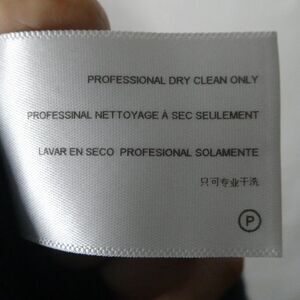 PROFESSIONAL DRY CLEAN ONLY
PROFESSINAL NETTOYAGE À SEC SEULEMENT
LAVAR EN SECO PROFESIONAL SOLAMENTE
只可专业干洗
P